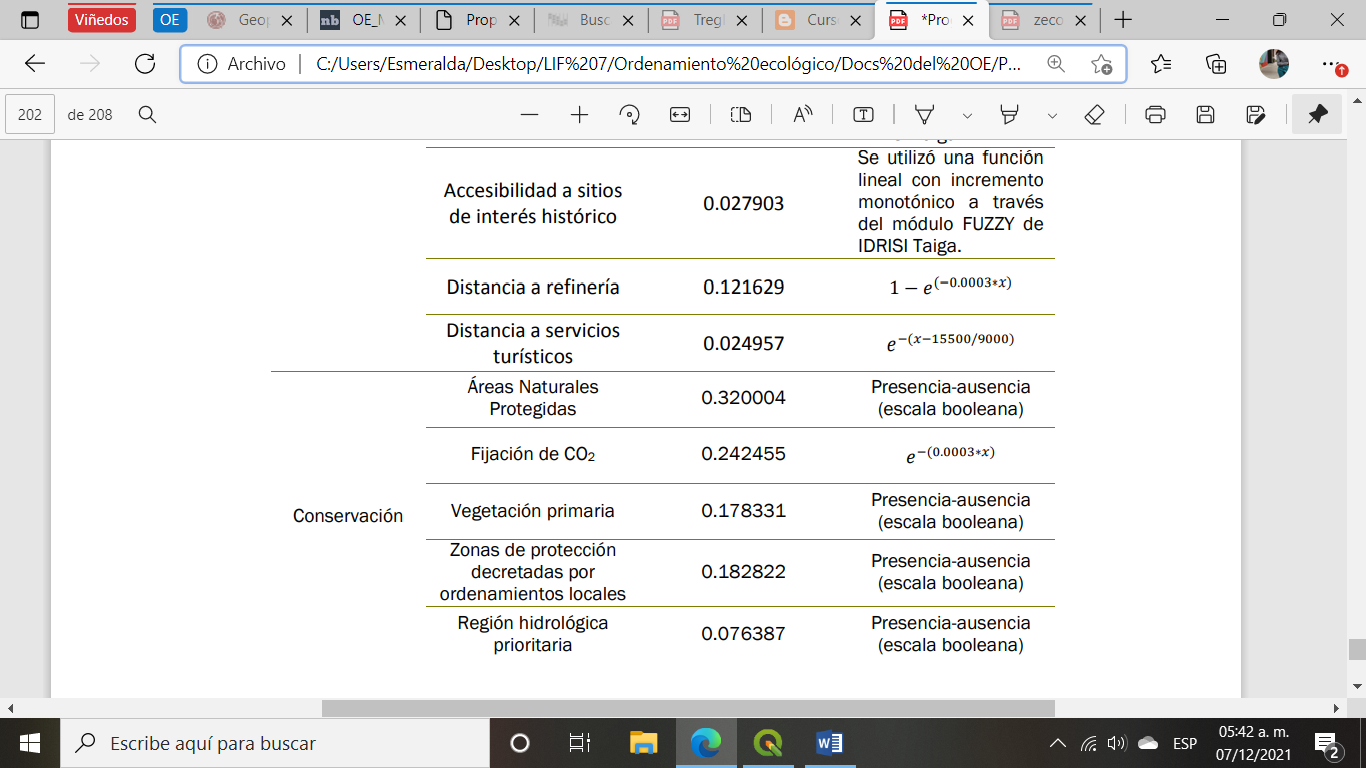 Viñedos
OE
Geop
OE_N
Prop
Busc
Treg
Curs
*Pro
zeco
Archivo
C:/Users/Esmeralda/Desktop/LIF%207/Ordenamiento%20ecológico/Docs%20del%20OE/P...
202
de 208
Se utilizó una función
lineal con incremento
monotónico a través
del módulo FUZZY de
IDRISI Taiga.
Accesibilidad a sitios
de interés histórico
0.027903
Distancia a refinería
0.121629
1 − e^(−0.0003*x)
Distancia a servicios
turísticos
0.024957
e^−(x−15500/9000)
Conservación
Áreas Naturales
Protegidas
0.320004
Presencia-ausencia
(escala booleana)
Fijación de CO₂
0.242455
e^−(0.0003*x)
Vegetación primaria
0.178331
Presencia-ausencia
(escala booleana)
Zonas de protección
decretadas por
ordenamientos locales
0.182822
Presencia-ausencia
(escala booleana)
Región hidrológica
prioritaria
0.076387
Presencia-ausencia
(escala booleana)
Escribe aquí para buscar
ESP
05:42 a. m.
07/12/2021
2